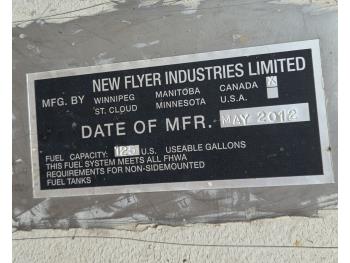 NEW FLYER INDUSTRIES LIMITED
MFG. BY WINNIPEG MANITOBA CANADA X
ST. CLOUD MINNESOTA U.S.A.
DATE OF MFR. MAY 2012
FUEL CAPACITY: 125 U.S. USEABLE GALLONS
THIS FUEL SYSTEM MEETS ALL FHWA
REQUIREMENTS FOR NON-SIDEMOUNTED
FUEL TANKS